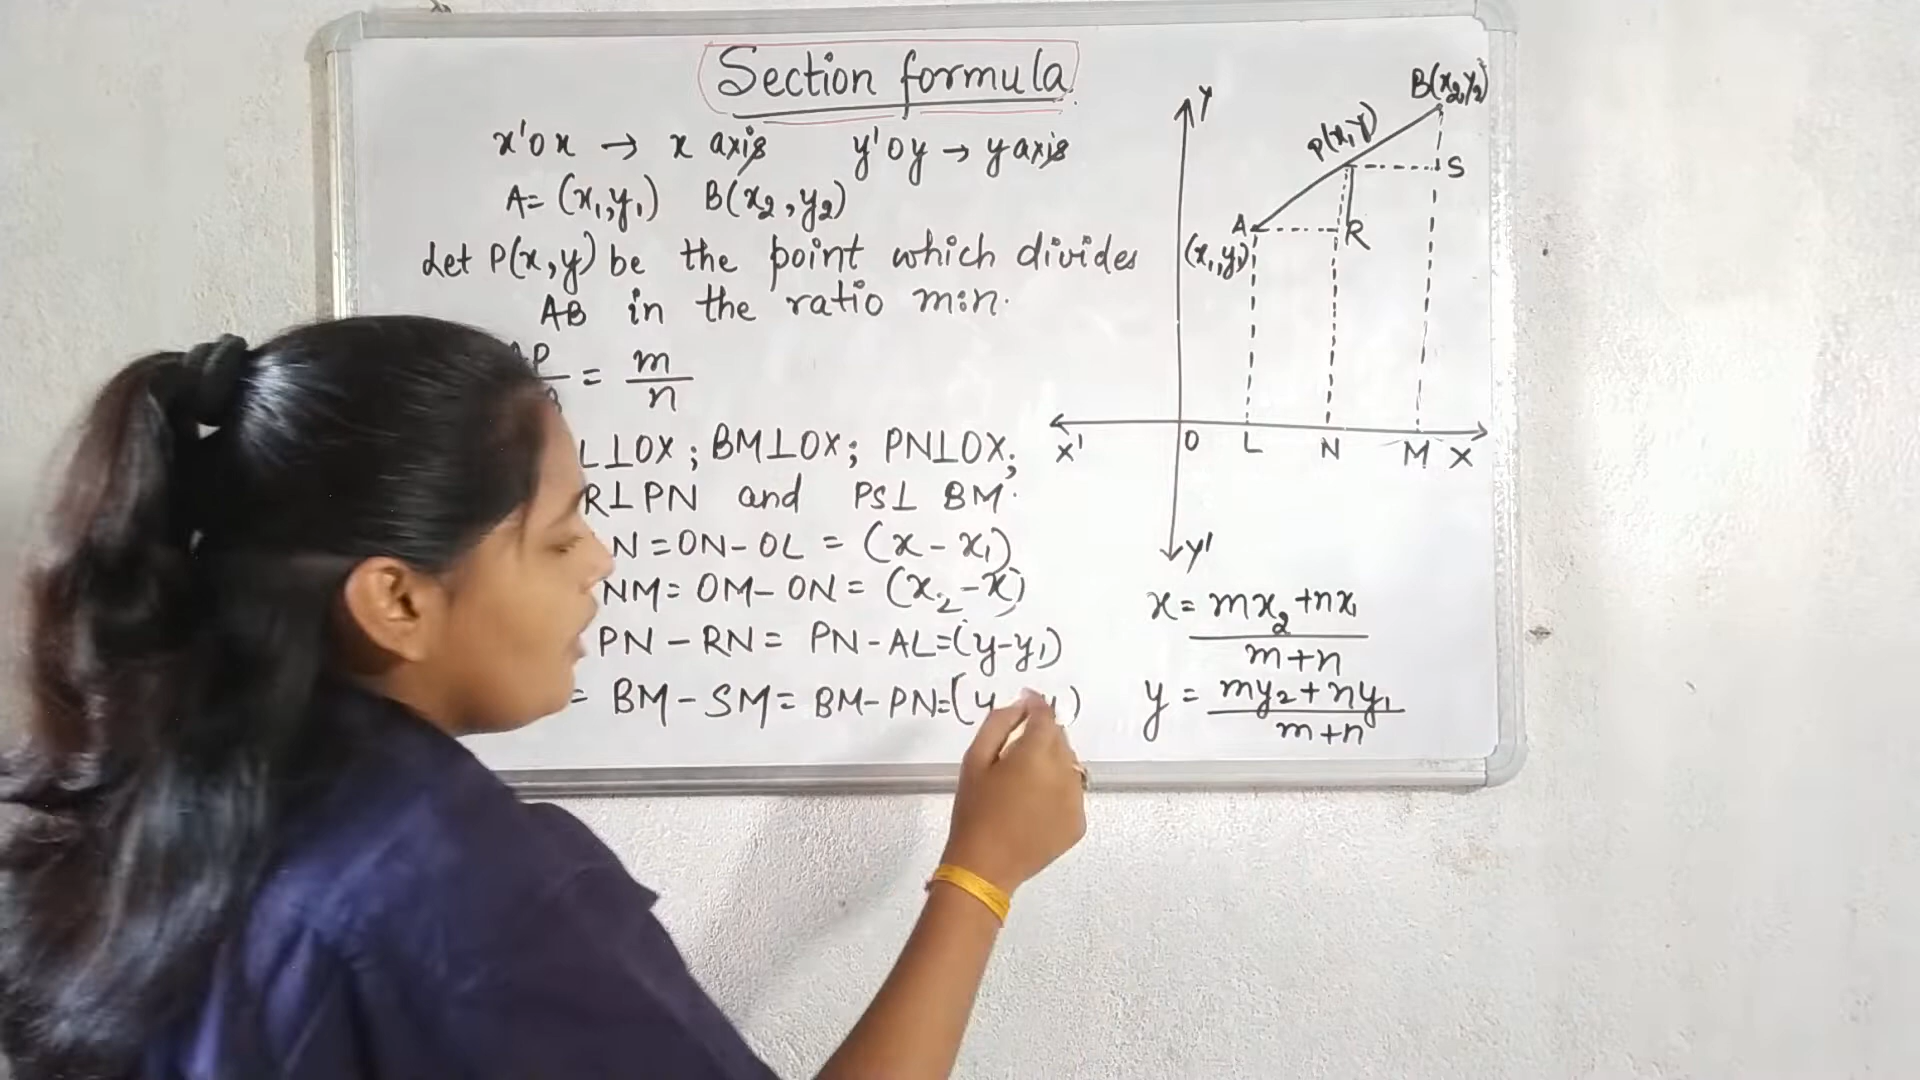 Section formula
x'ox → x axis y'oy → y axis
A= (x₁,y₁) B(x₂,y₂)
Let P(x,y) be the point which divides
AB in the ratio m:n.
P
= m/n
L⊥OX; BM⊥OX; PN⊥OX;
R⊥PN and PS⊥ BM.
N = ON-OL = (x-x₁)
NM= OM-ON = (x₂-x)
PN-RN = PN-AL=(y-y₁)
= BM-SM= BM-PN=(y y)
Y
B(x₂,y₂)
P(x,y)
S
A
R
(x₁,y₁)
X' O L N M X
Y'
x = mx₂+nx₁
m+n
y = my₂+ny₁
m+n